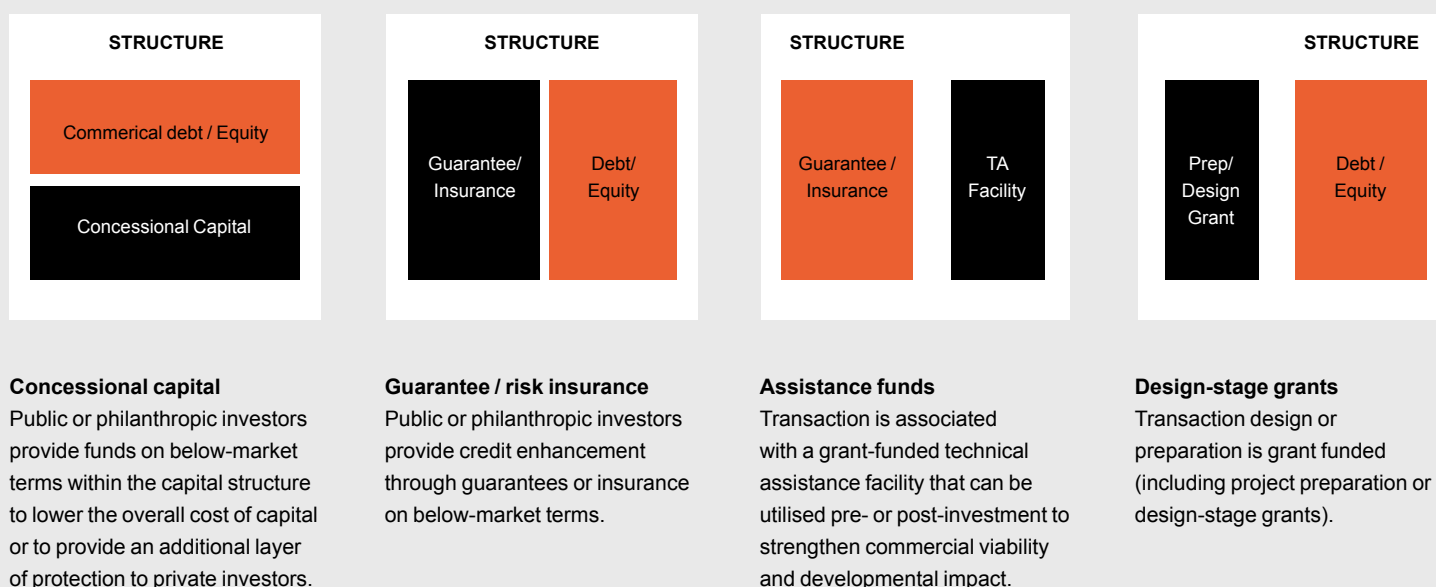 STRUCTURE
Commerical debt / Equity
Concessional Capital
Concessional capital
Public or philanthropic investors
provide funds on below-market
terms within the capital structure
to lower the overall cost of capital
or to provide an additional layer
of protection to private investors.
STRUCTURE
Guarantee/
Insurance
Debt/
Equity
Guarantee / risk insurance
Public or philanthropic investors
provide credit enhancement
through guarantees or insurance
on below-market terms.
STRUCTURE
Guarantee /
Insurance
TA
Facility
Assistance funds
Transaction is associated
with a grant-funded technical
assistance facility that can be
utilised pre- or post-investment to
strengthen commercial viability
and developmental impact.
STRUCTURE
Prep/
Design
Grant
Debt /
Equity
Design-stage grants
Transaction design or
preparation is grant funded
(including project preparation or
design-stage grants).